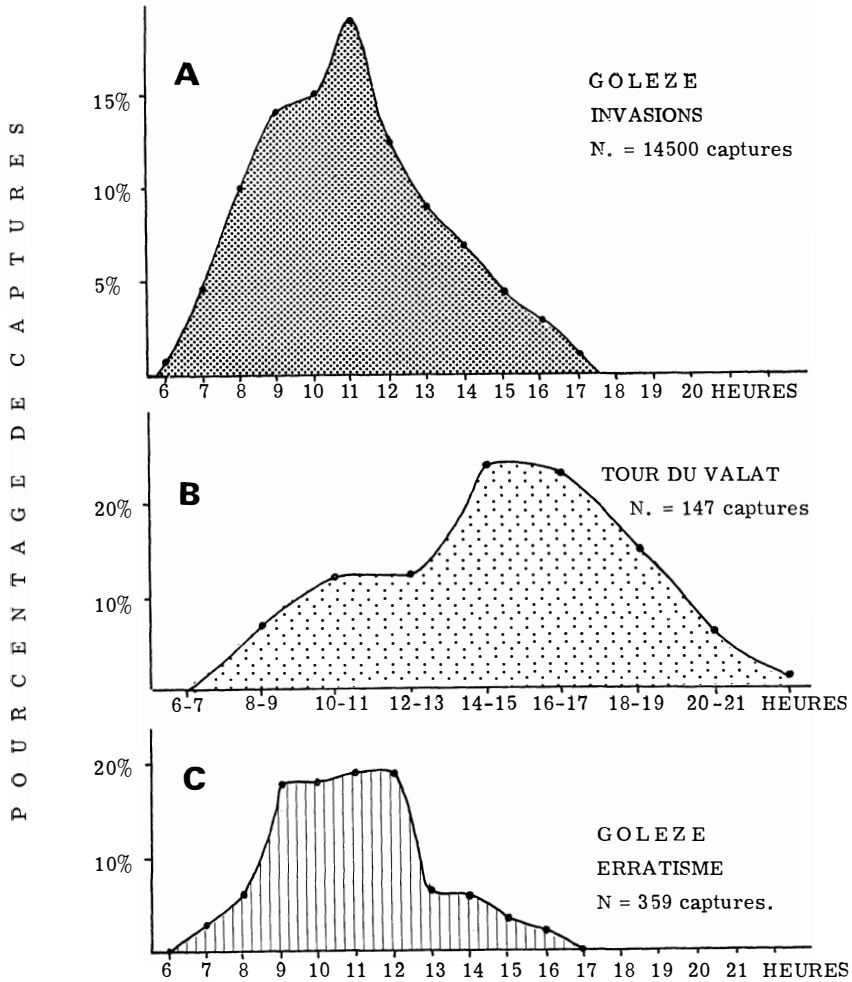 POURCENTAGE DE CAPTURES
A
GOLEZE
INVASIONS
N. = 14500 captures
15%
10%
5%
6 7 8 9 10 11 12 13 14 15 16 17 18 19 20 HEURES
B
TOUR DU VALAT
N. = 147 captures
20%
10%
6-7 8-9 10-11 12-13 14-15 16-17 18-19 20-21 HEURES
C
20%
10%
GOLEZE
ERRATISME
N = 359 captures.
6 7 8 9 10 11 12 13 14 15 16 17 18 19 20 21 HEURES